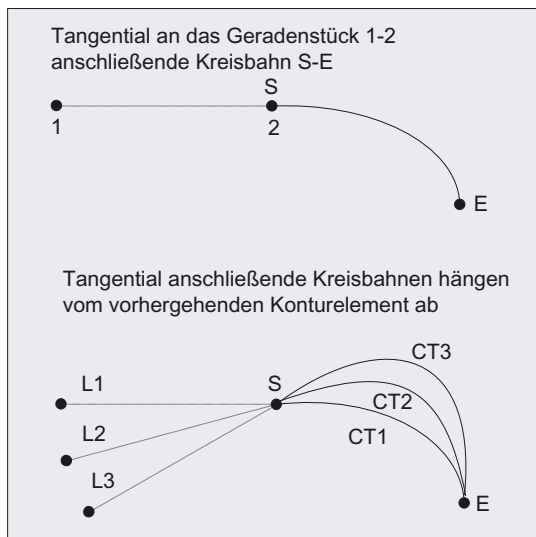 Tangential an das Geradenstück 1-2
anschließende Kreisbahn S-E
S
1
2
E
Tangential anschließende Kreisbahnen hängen
vom vorhergehenden Konturelement ab
CT3
L1
S
CT2
L2
CT1
L3
E